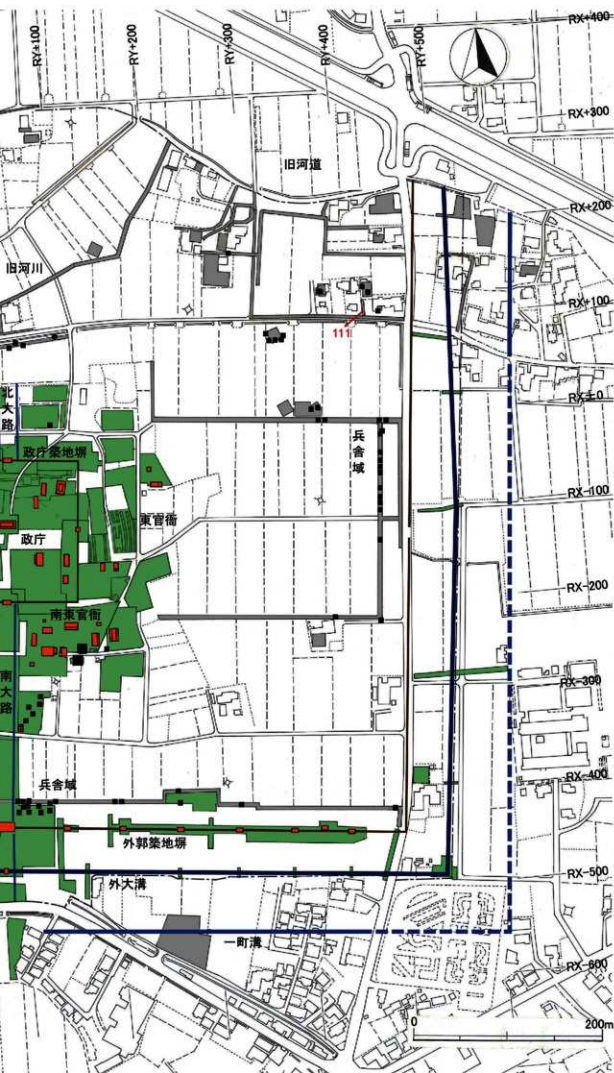 RY+100
RY+200
RY+300
RY+400
RY+500
RX+400
RX+300
旧河道
RX+200
旧河川
RX+100
111
RX±0
北大路
兵舎域
政庁築地塀
RX-100
東官衙
政庁
RX-200
南東官衙
南大路
RX-300
RX-400
兵舎域
外郭築地塀
外大溝
RX-500
一町溝
RX-600
0
200m